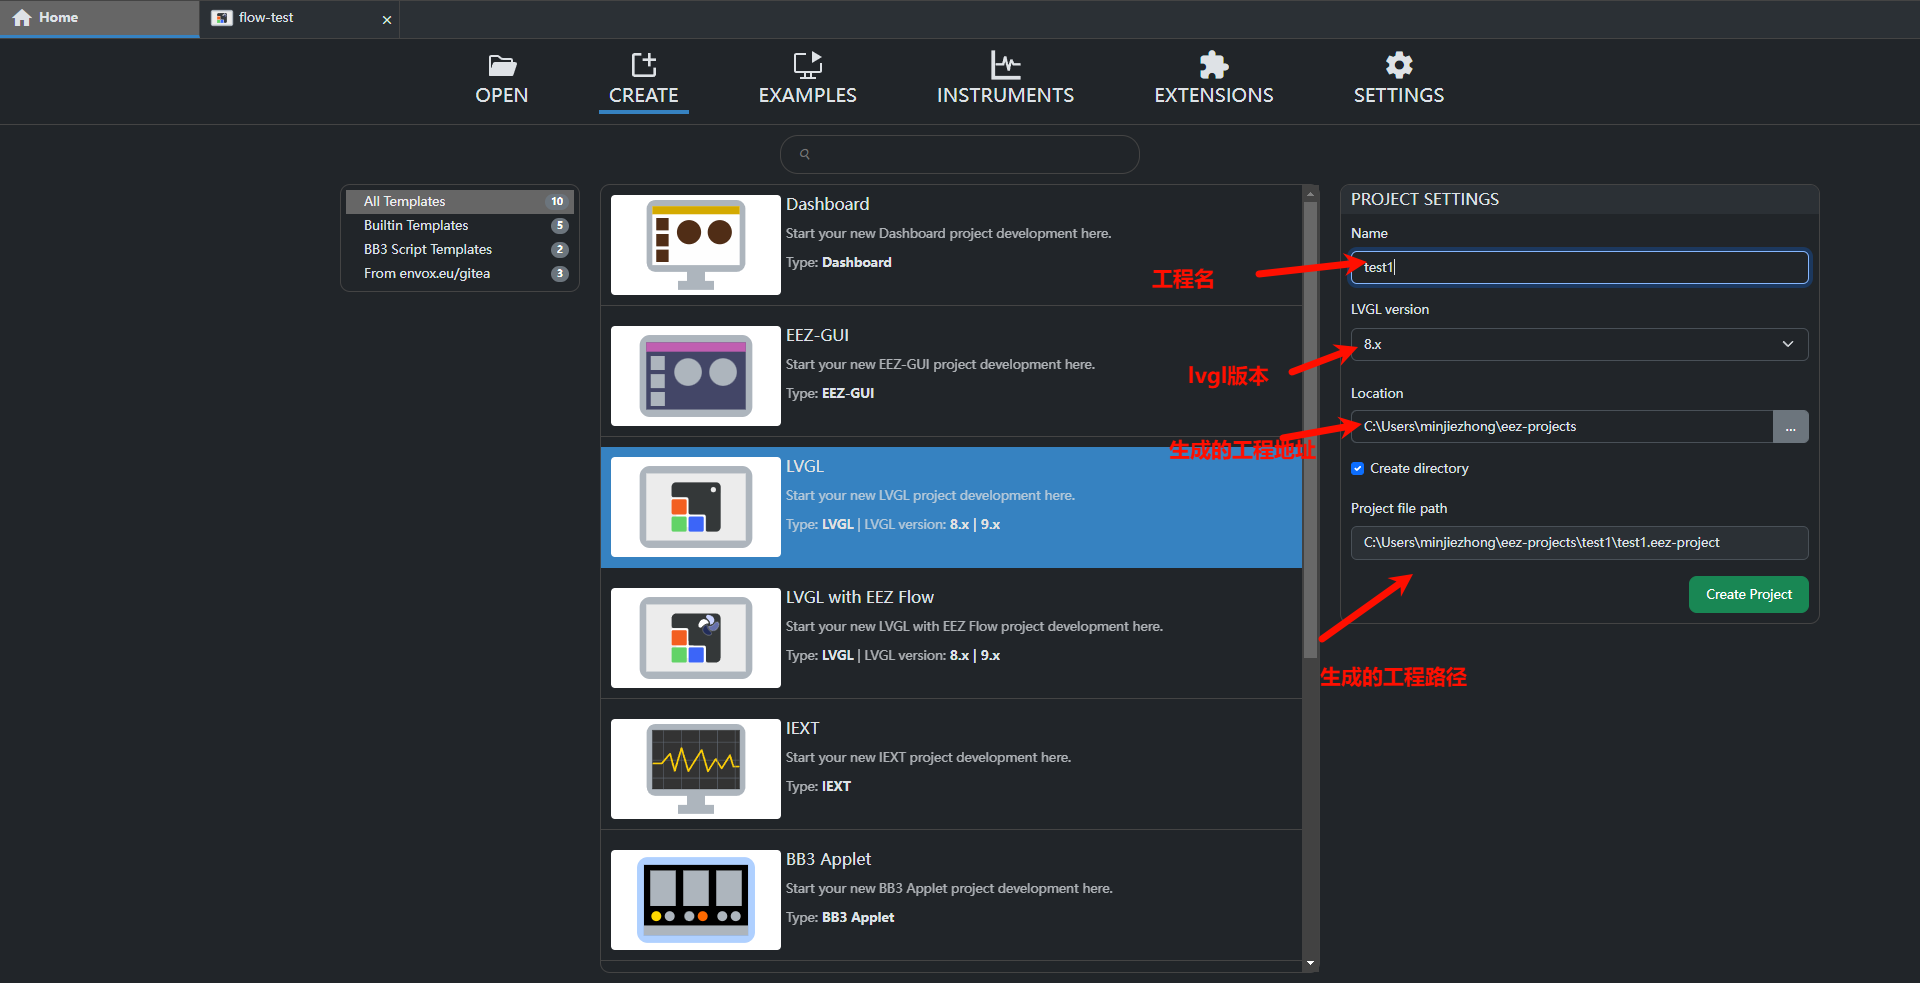 Home
flow-test
OPEN
CREATE
EXAMPLES
INSTRUMENTS
EXTENSIONS
SETTINGS
All Templates 10
Builtin Templates 5
BB3 Script Templates 2
From envox.eu/gitea 3
Dashboard
Start your new Dashboard project development here.
Type: Dashboard
EEZ-GUI
Start your new EEZ-GUI project development here.
Type: EEZ-GUI
LVGL
Start your new LVGL project development here.
Type: LVGL | LVGL version: 8.x | 9.x
LVGL with EEZ Flow
Start your new LVGL with EEZ Flow project development here.
Type: LVGL | LVGL version: 8.x | 9.x
IEXT
Start your new IEXT project development here.
Type: IEXT
BB3 Applet
Start your new BB3 Applet project development here.
Type: BB3 Applet
PROJECT SETTINGS
Name
工程名
test1
LVGL version
8.x
lvgl版本
Location
C:\Users\minjiezhong\eez-projects
...
生成的工程地址
Create directory
Project file path
C:\Users\minjiezhong\eez-projects\test1\test1.eez-project
Create Project
生成的工程路径